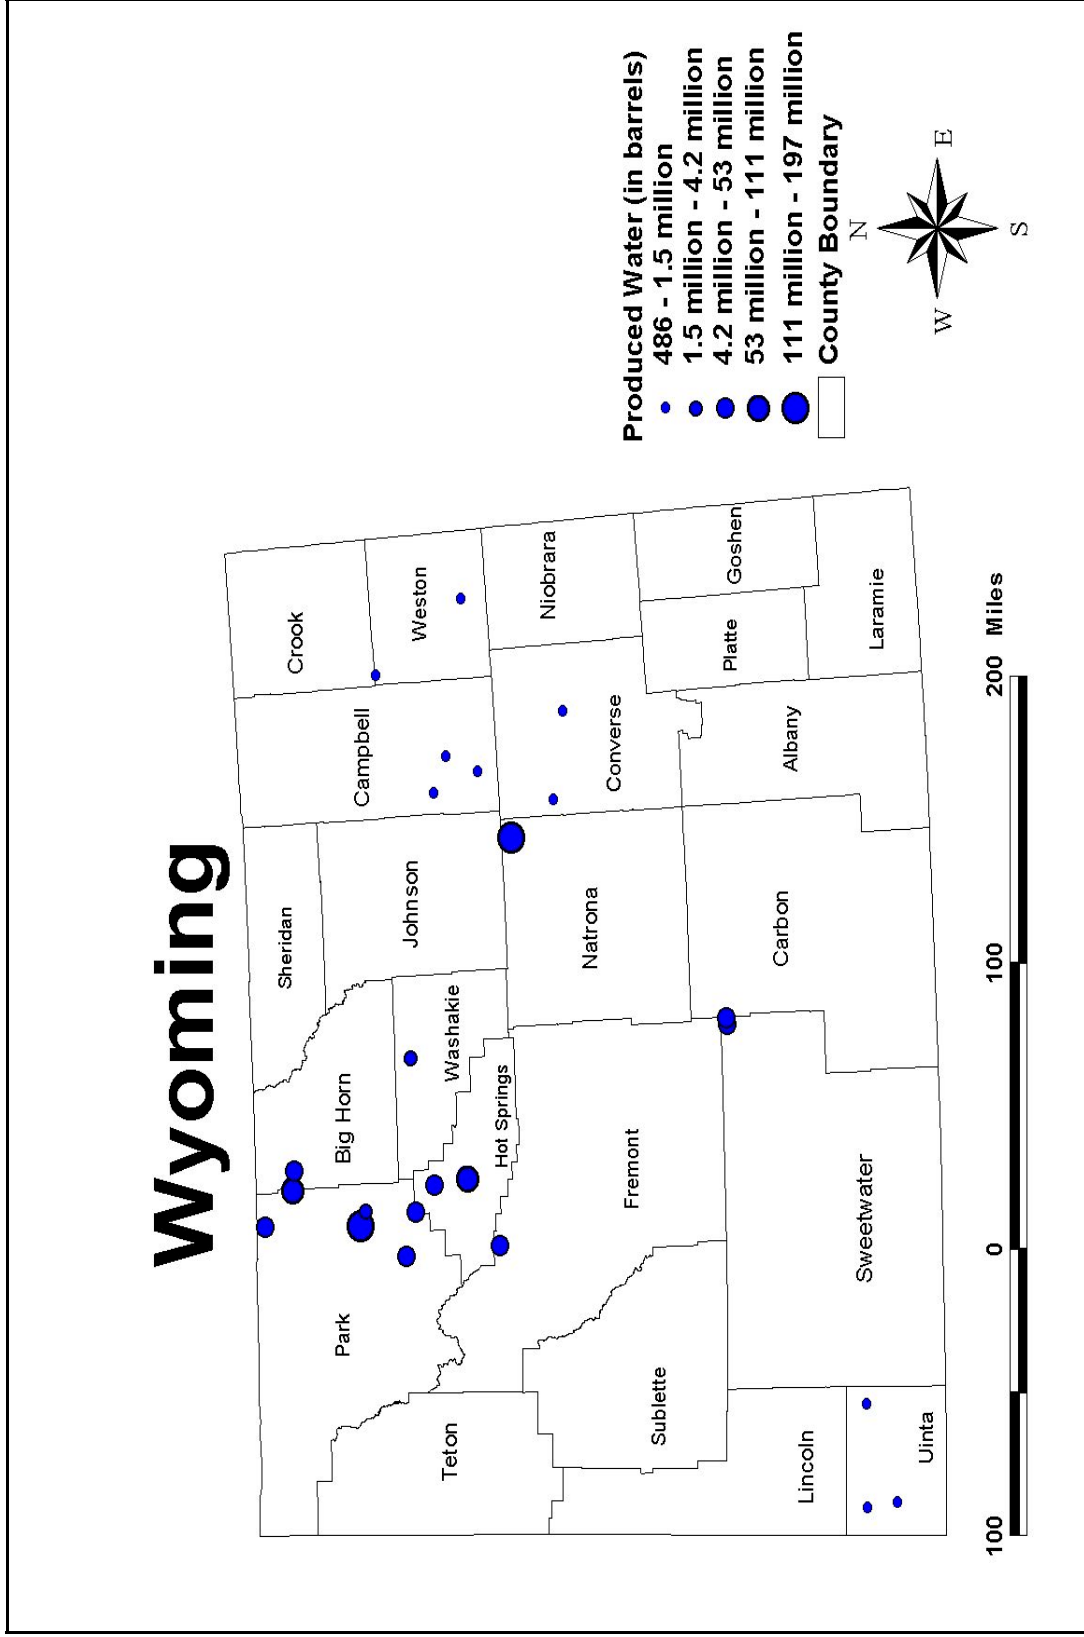 Wyoming
Park
Big Horn
Sheridan
Campbell
Crook
Teton
Hot Springs
Washakie
Johnson
Weston
Sublette
Fremont
Natrona
Converse
Niobrara
Lincoln
Sweetwater
Carbon
Albany
Platte
Goshen
Uinta
Laramie
100 0 100 200 Miles
Produced Water (in barrels)
486 - 1.5 million
1.5 million - 4.2 million
4.2 million - 53 million
53 million - 111 million
111 million - 197 million
County Boundary
N
W E
S